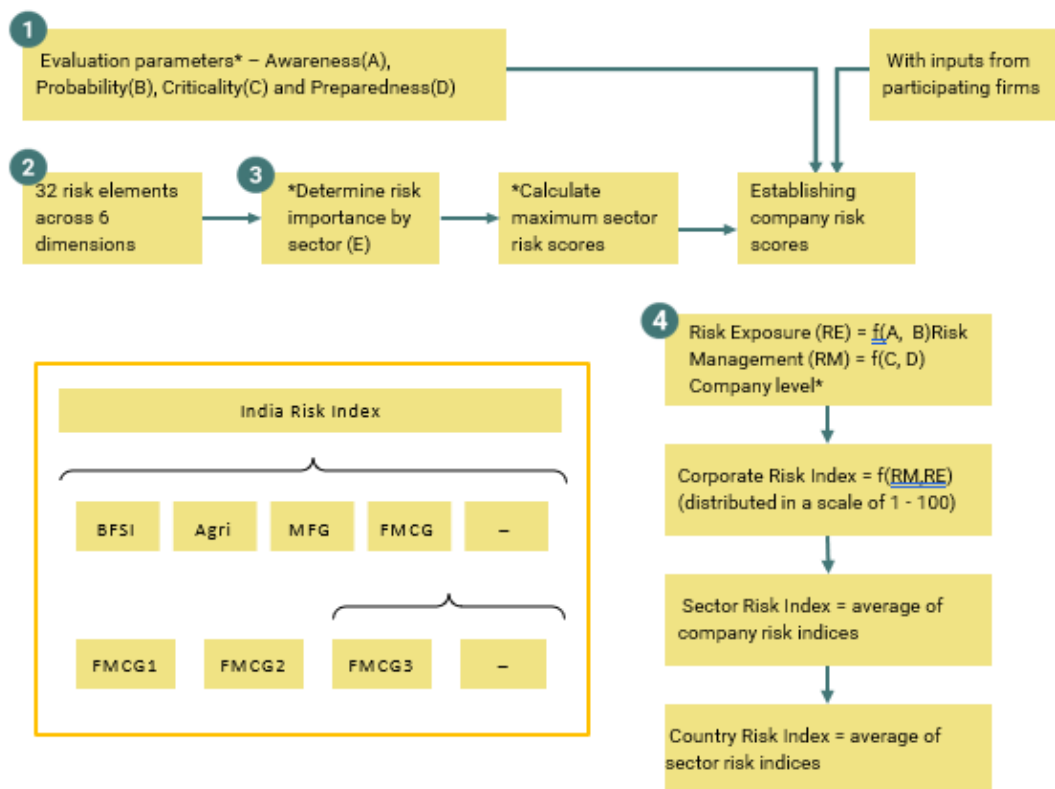 1
Evaluation parameters* – Awareness(A),
Probability(B), Criticality(C) and Preparedness(D)
With inputs from
participating firms
2
32 risk elements
across 6
dimensions
3
*Determine risk
importance by
sector (E)
*Calculate
maximum sector
risk scores
Establishing
company risk
scores
4
Risk Exposure (RE) = f(A, B)Risk
Management (RM) = f(C, D)
Company level*
Corporate Risk Index = f(RM,RE)
(distributed in a scale of 1 - 100)
Sector Risk Index = average of
company risk indices
Country Risk Index = average of
sector risk indices
India Risk Index
BFSI Agri MFG FMCG –
FMCG1 FMCG2 FMCG3 –